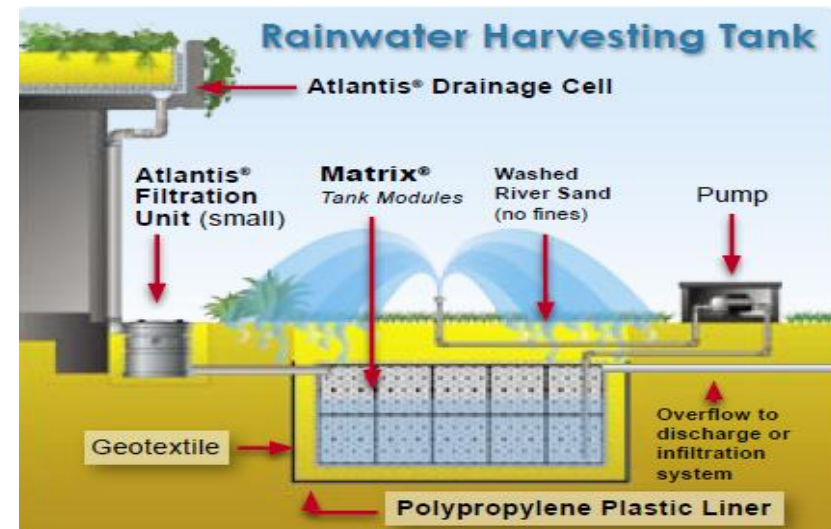 Rainwater Harvesting Tank
Atlantis® Drainage Cell
Atlantis®
Filtration
Unit (small)
Matrix®
Tank Modules
Washed
River Sand
(no fines)
Pump
Geotextile
Overflow to
discharge or
infiltration
system
Polypropylene Plastic Liner